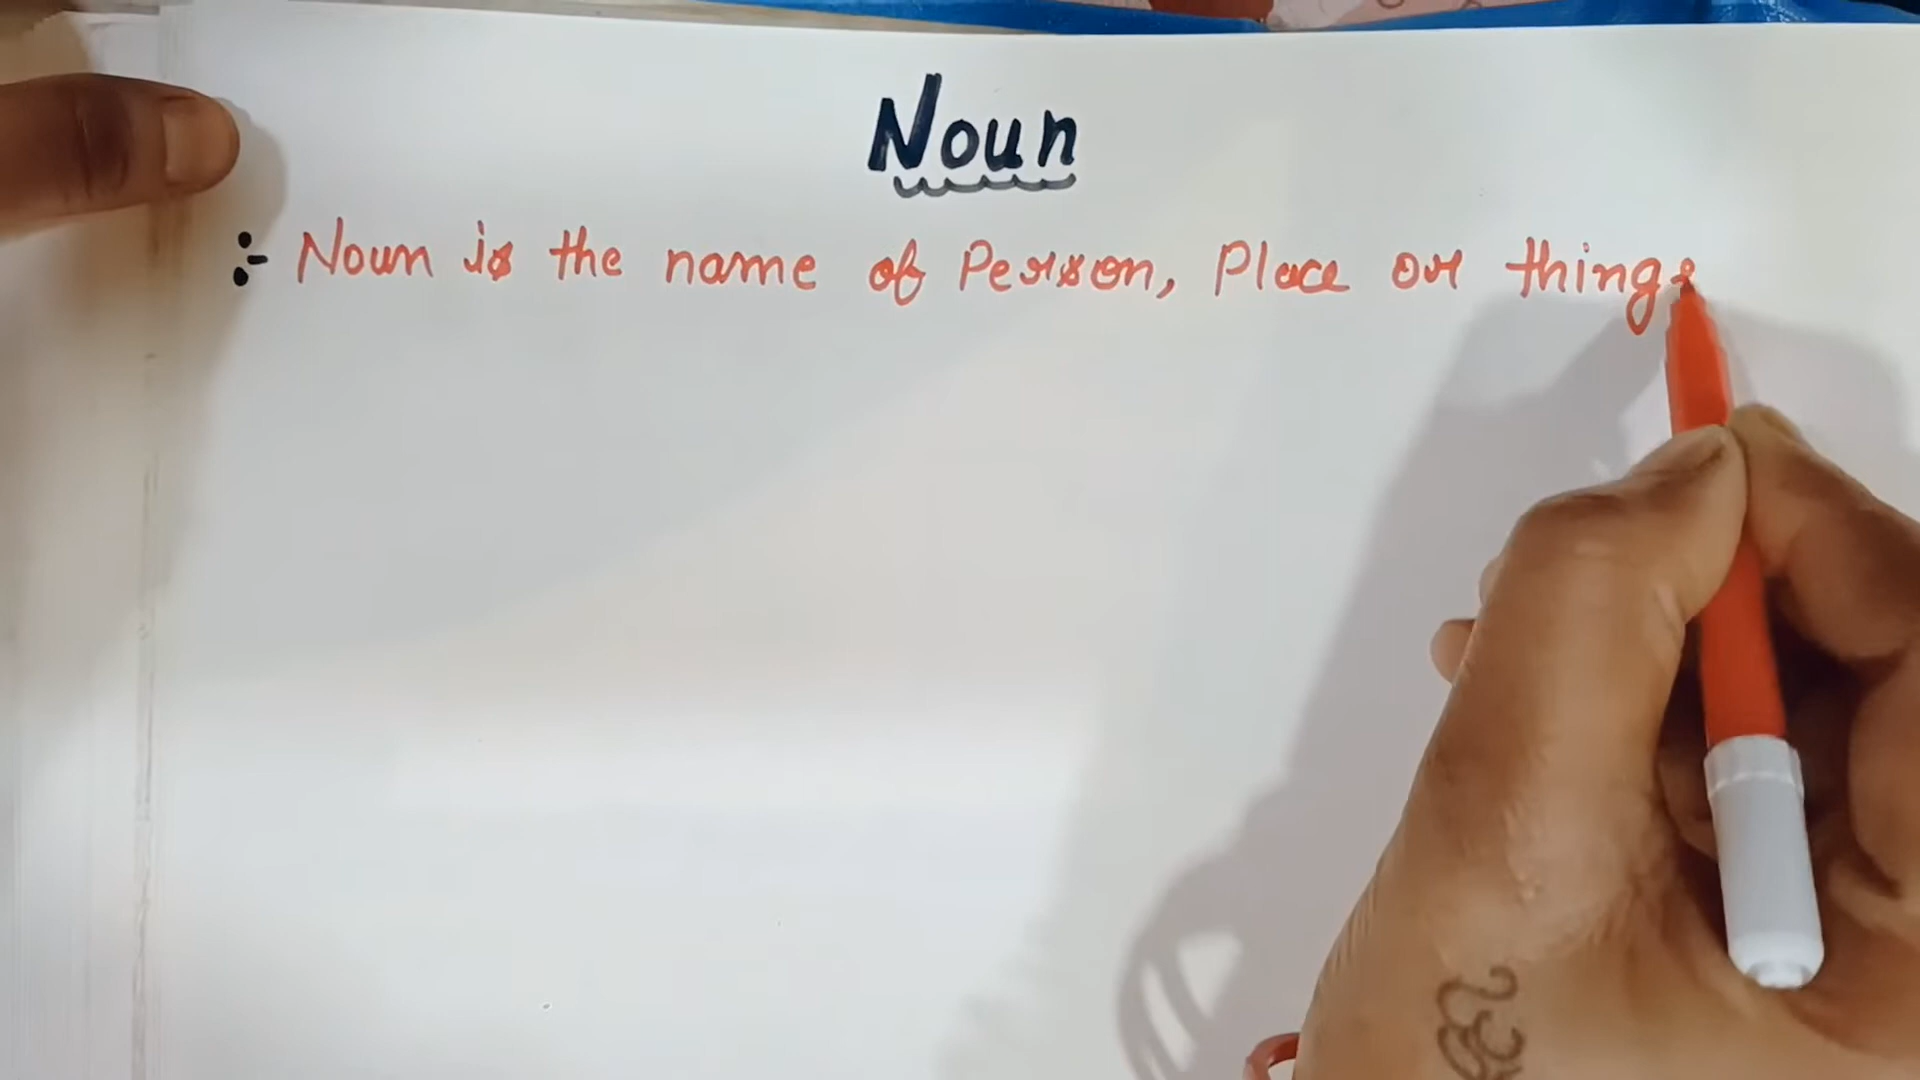 Noun
:- Noun is the name of Person, Place or things